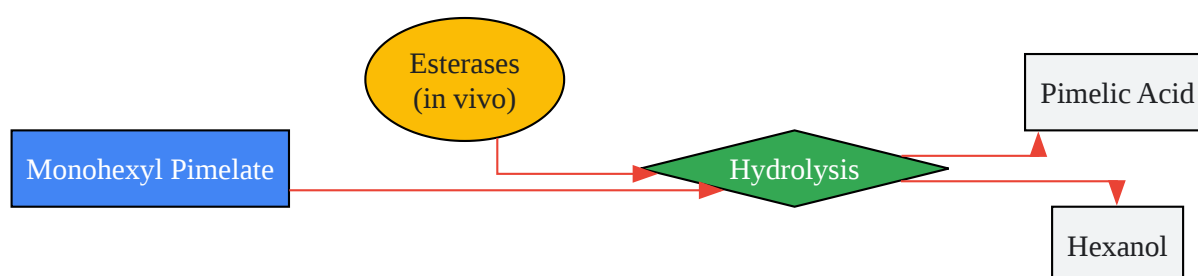 Esterases
(in vivo)
Pimelic Acid
Monohexyl Pimelate
Hydrolysis
Hexanol